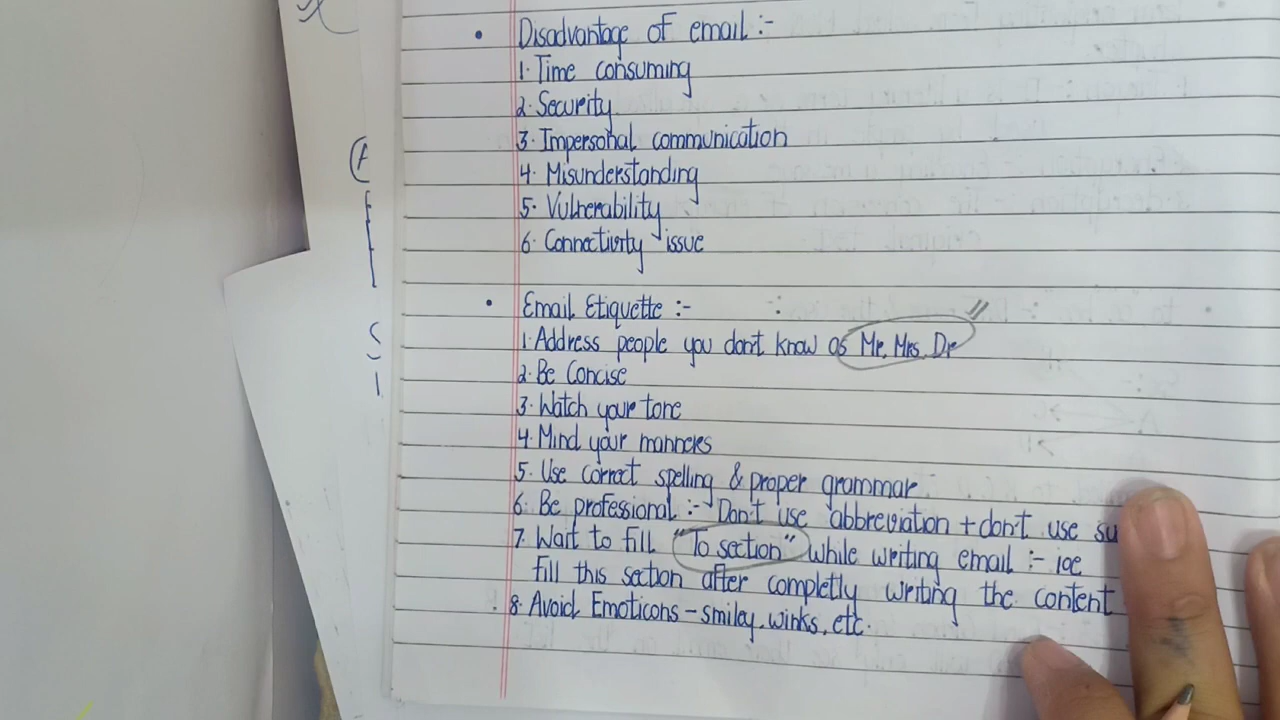 • Disadvantage of email :-
1. Time consuming
2. Security
3. Impersonal communication
4. Misunderstanding
5. Vulnerability
6. Connectivity issue
• Email Etiquette :-
1. Address people you don't know as Mr, Mrs, Dr
2. Be Concise
3. Watch your tone
4. Mind your manners
5. Use correct spelling & proper grammar
6. Be professional :- Don't use abbreviation + don't use
7. Wait to fill "To section" while writing email :- ioe
fill this section after completly writing the content
8. Avoid Emoticons - smiley, winks, etc.